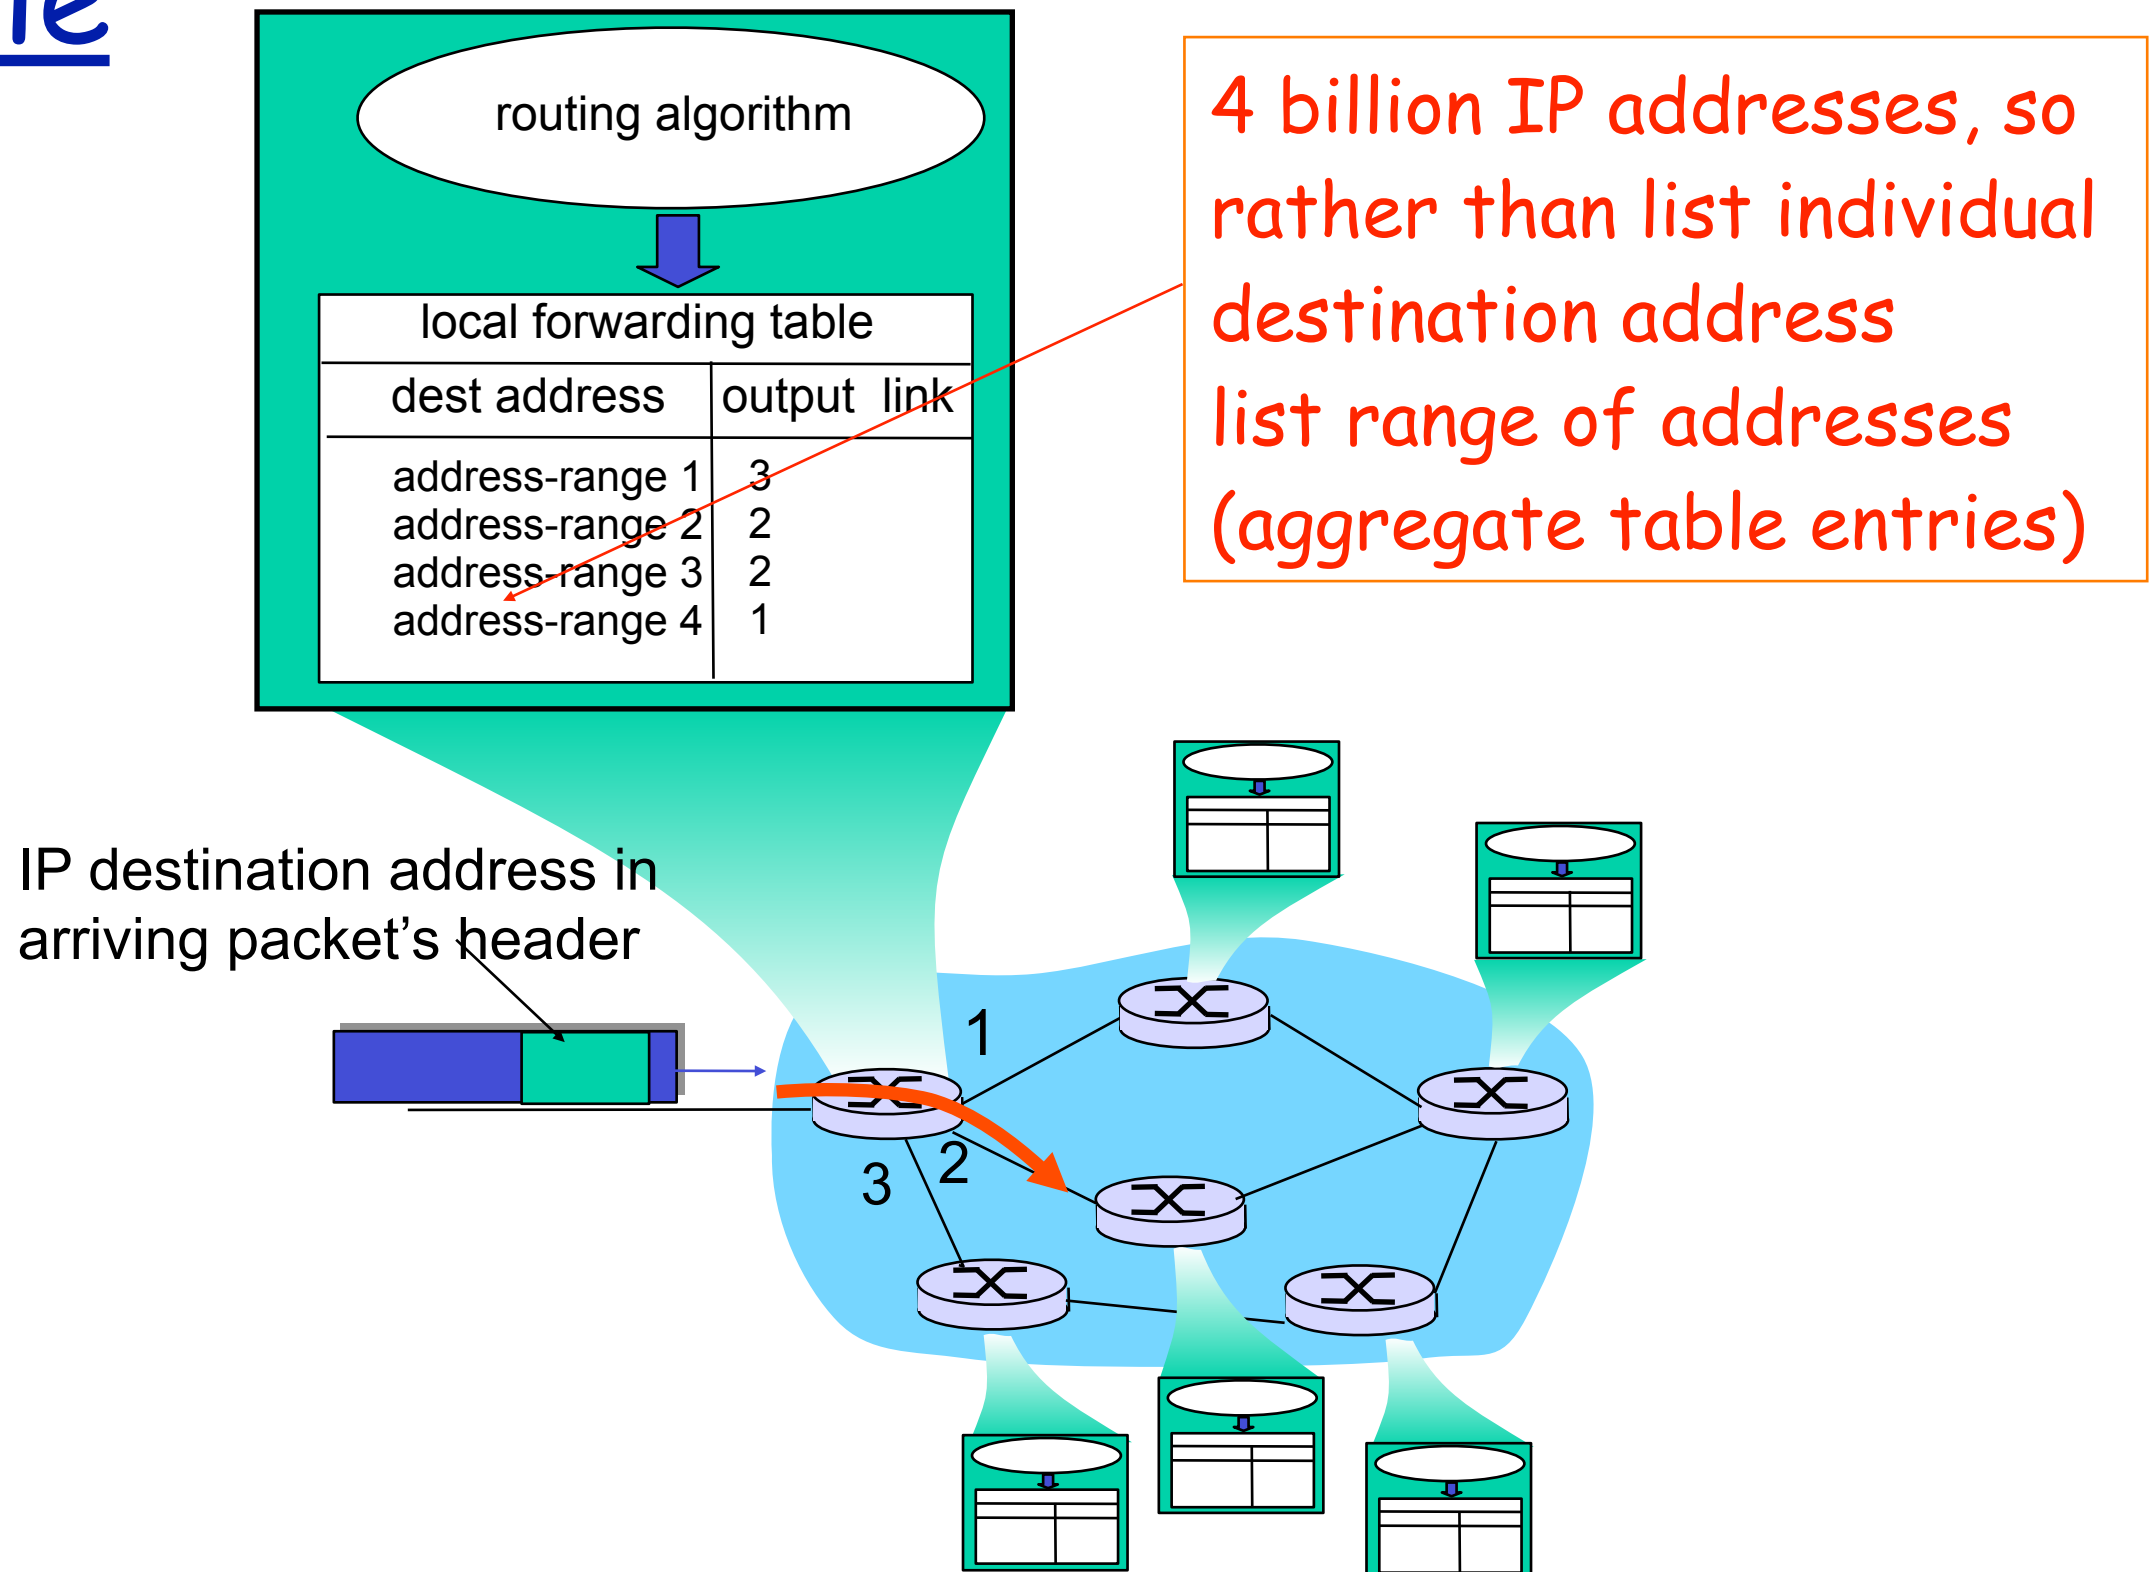 routing algorithm
local forwarding table
dest address output link
address-range 1 3
address-range 2 2
address-range 3 2
address-range 4 1
4 billion IP addresses, so
rather than list individual
destination address
list range of addresses
(aggregate table entries)
IP destination address in
arriving packet’s header
1
2
3